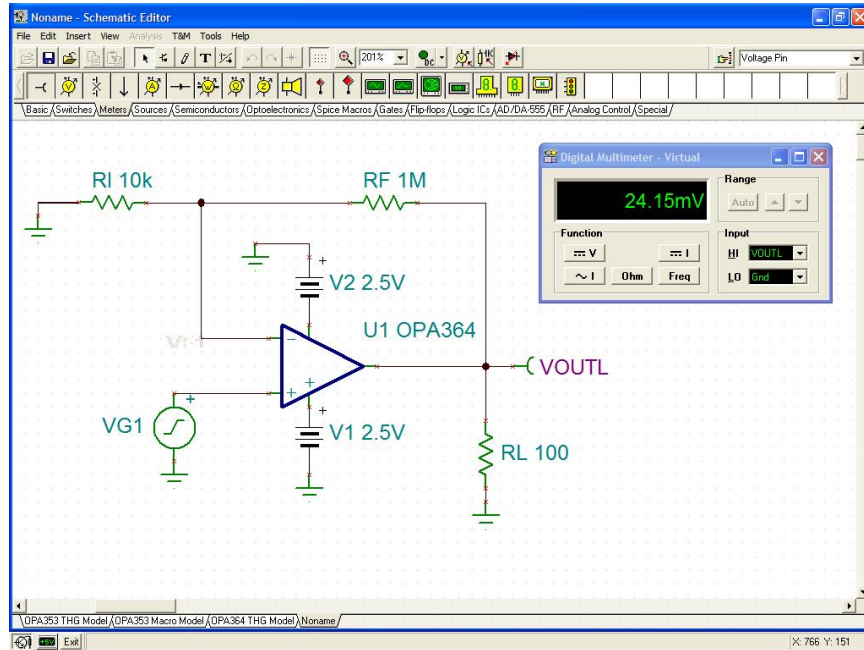 Noname - Schematic Editor
File Edit Insert View Analysis T&M Tools Help
201%
DC
1K
Voltage Pin
Basic Switches Meters Sources Semiconductors Optoelectronics Spice Macros Gates Flip-flops Logic ICs AD/DA-555 RF Analog Control Special
Digital Multimeter - Virtual
24.15mV
Range
Auto
Function
V
I
~ I
Ohm
Freq
Input
HI VOUTL
LO Gnd
RI 10k
RF 1M
+
V2 2.5V
U1 OPA364
-
+
+
VOUTL
+
VG1
+
V1 2.5V
RL 100
OPA353 THG Model OPA353 Macro Model OPA364 THG Model Noname
+5V
Exit
X: 766 Y: 151